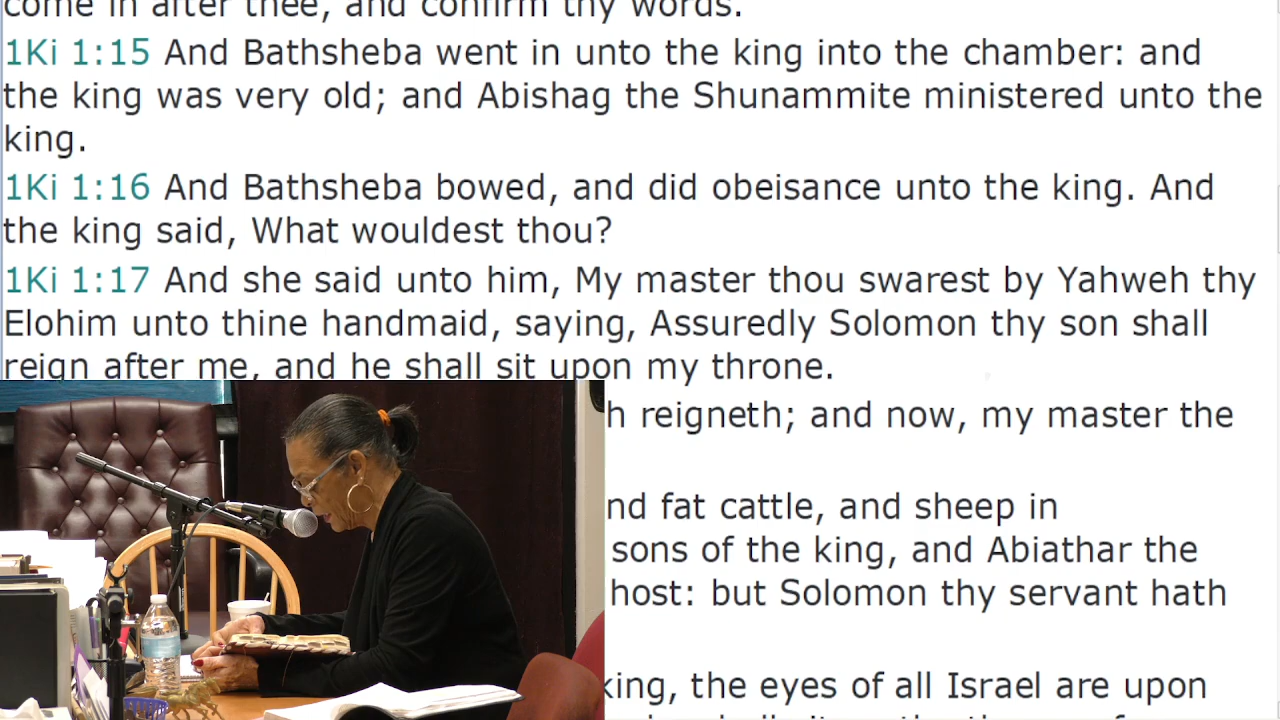 come in after thee, and confirm thy words.
1Ki 1:15 And Bathsheba went in unto the king into the chamber: and
the king was very old; and Abishag the Shunammite ministered unto the
king.
1Ki 1:16 And Bathsheba bowed, and did obeisance unto the king. And
the king said, What wouldest thou?
1Ki 1:17 And she said unto him, My master thou swarest by Yahweh thy
Elohim unto thine handmaid, saying, Assuredly Solomon thy son shall
reign after me, and he shall sit upon my throne.
h reigneth; and now, my master the
nd fat cattle, and sheep in
sons of the king, and Abiathar the
host: but Solomon thy servant hath
king, the eyes of all Israel are upon